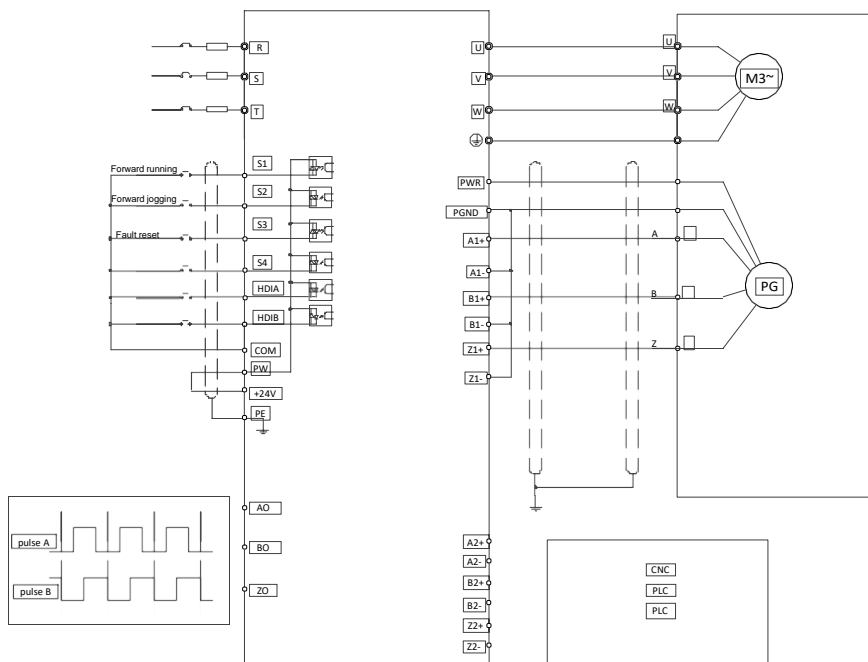 R
S
T
U
V
W
U
V
W
M3~
Forward running
Forward jogging
Fault reset
S1
S2
S3
S4
HDIA
HDIB
COM
PW
+24V
PE
PWR
PGND
A1+
A1-
B1+
B1-
Z1+
Z1-
A
B
Z
PG
pulse A
pulse B
AO
BO
ZO
A2+
A2-
B2+
B2-
Z2+
Z2-
CNC
PLC
PLC